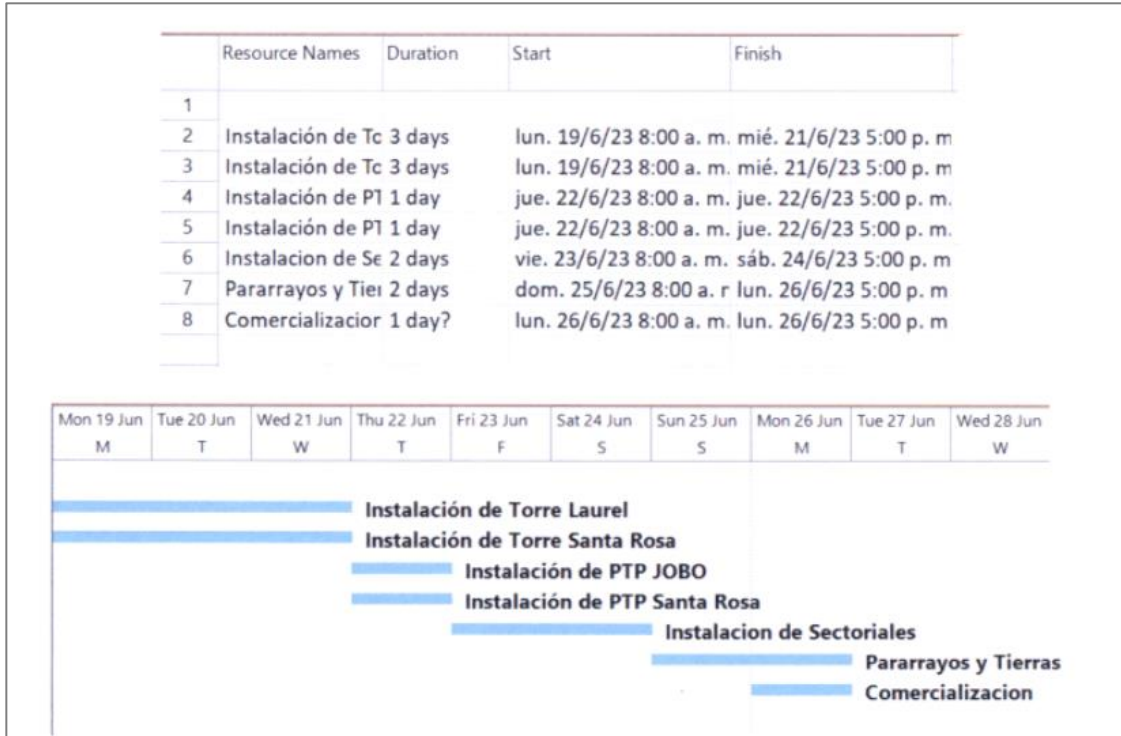 Resource Names Duration Start Finish
1
2 Instalación de Tc 3 days lun. 19/6/23 8:00 a. m. mié. 21/6/23 5:00 p. m
3 Instalación de Tc 3 days lun. 19/6/23 8:00 a. m. mié. 21/6/23 5:00 p. m
4 Instalación de PT 1 day jue. 22/6/23 8:00 a. m. jue. 22/6/23 5:00 p. m.
5 Instalación de PT 1 day jue. 22/6/23 8:00 a. m. jue. 22/6/23 5:00 p. m.
6 Instalacion de Se 2 days vie. 23/6/23 8:00 a. m. sáb. 24/6/23 5:00 p. m
7 Pararrayos y Tier 2 days dom. 25/6/23 8:00 a. r lun. 26/6/23 5:00 p. m
8 Comercializacior 1 day? lun. 26/6/23 8:00 a. m. lun. 26/6/23 5:00 p. m
Mon 19 Jun Tue 20 Jun Wed 21 Jun Thu 22 Jun Fri 23 Jun Sat 24 Jun Sun 25 Jun Mon 26 Jun Tue 27 Jun Wed 28 Jun
M T W T F S S M T W
Instalación de Torre Laurel
Instalación de Torre Santa Rosa
Instalación de PTP JOBO
Instalación de PTP Santa Rosa
Instalacion de Sectoriales
Pararrayos y Tierras
Comercializacion